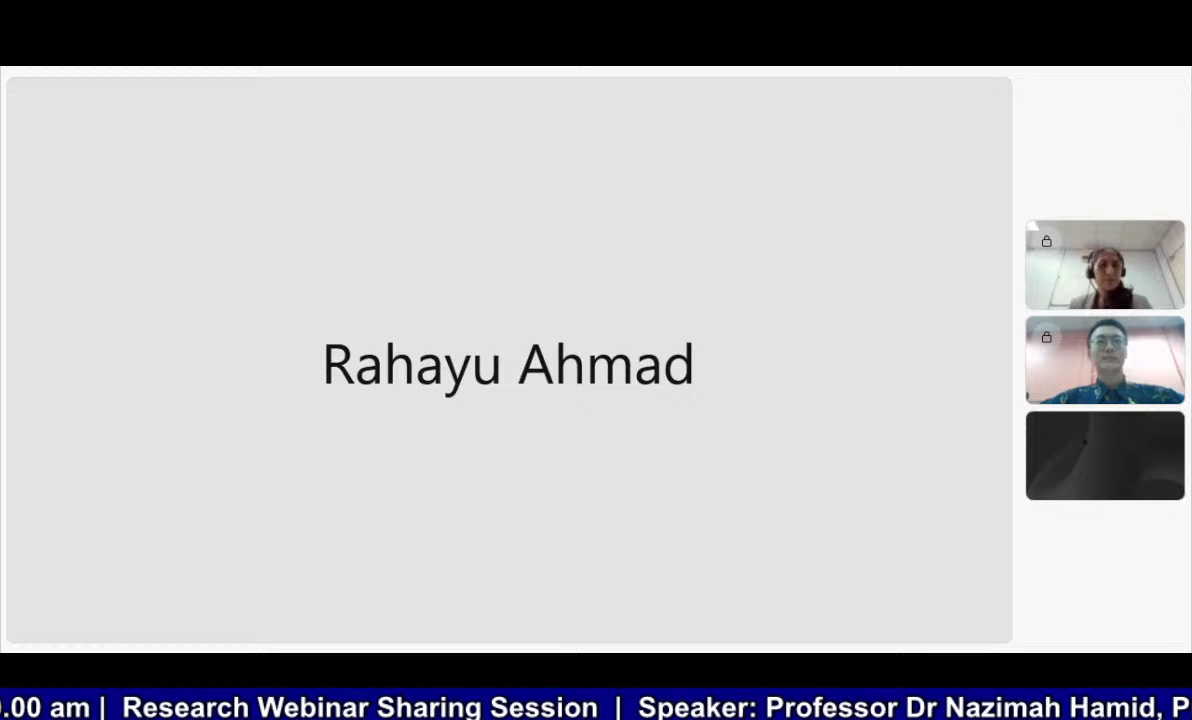 Rahayu Ahmad
.00 am | Research Webinar Sharing Session | Speaker: Professor Dr Nazimah Hamid, P